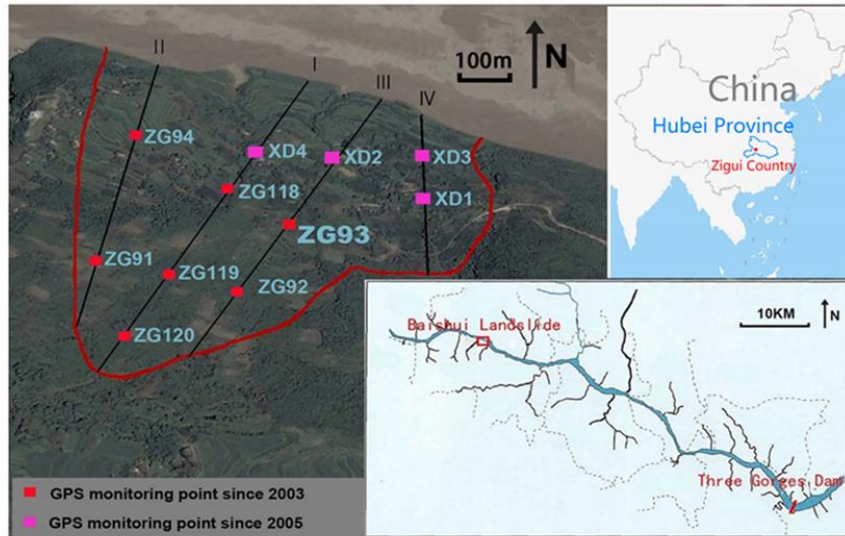 II
I
III
IV
100m
N
ZG94
XD4
XD2
XD3
ZG118
XD1
ZG93
ZG91
ZG119
ZG92
ZG120
GPS monitoring point since 2003
GPS monitoring point since 2005
China
Hubei Province
Zigui Country
10KM
N
Baishui Landslide
Three Gorges Dam